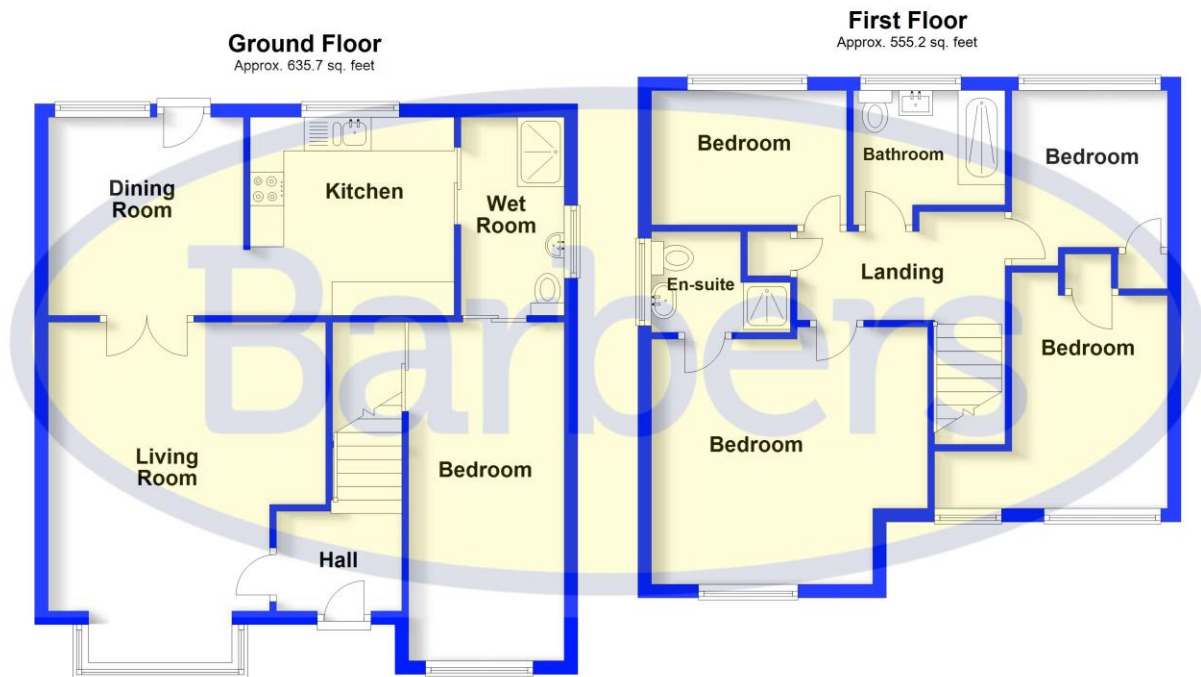 Ground Floor
Approx. 635.7 sq. feet
Dining
Room
Kitchen
Wet
Room
Living
Room
Bedroom
Hall
First Floor
Approx. 555.2 sq. feet
Bedroom
Bathroom
Bedroom
En-suite
Landing
Bedroom
Bedroom
Barbers